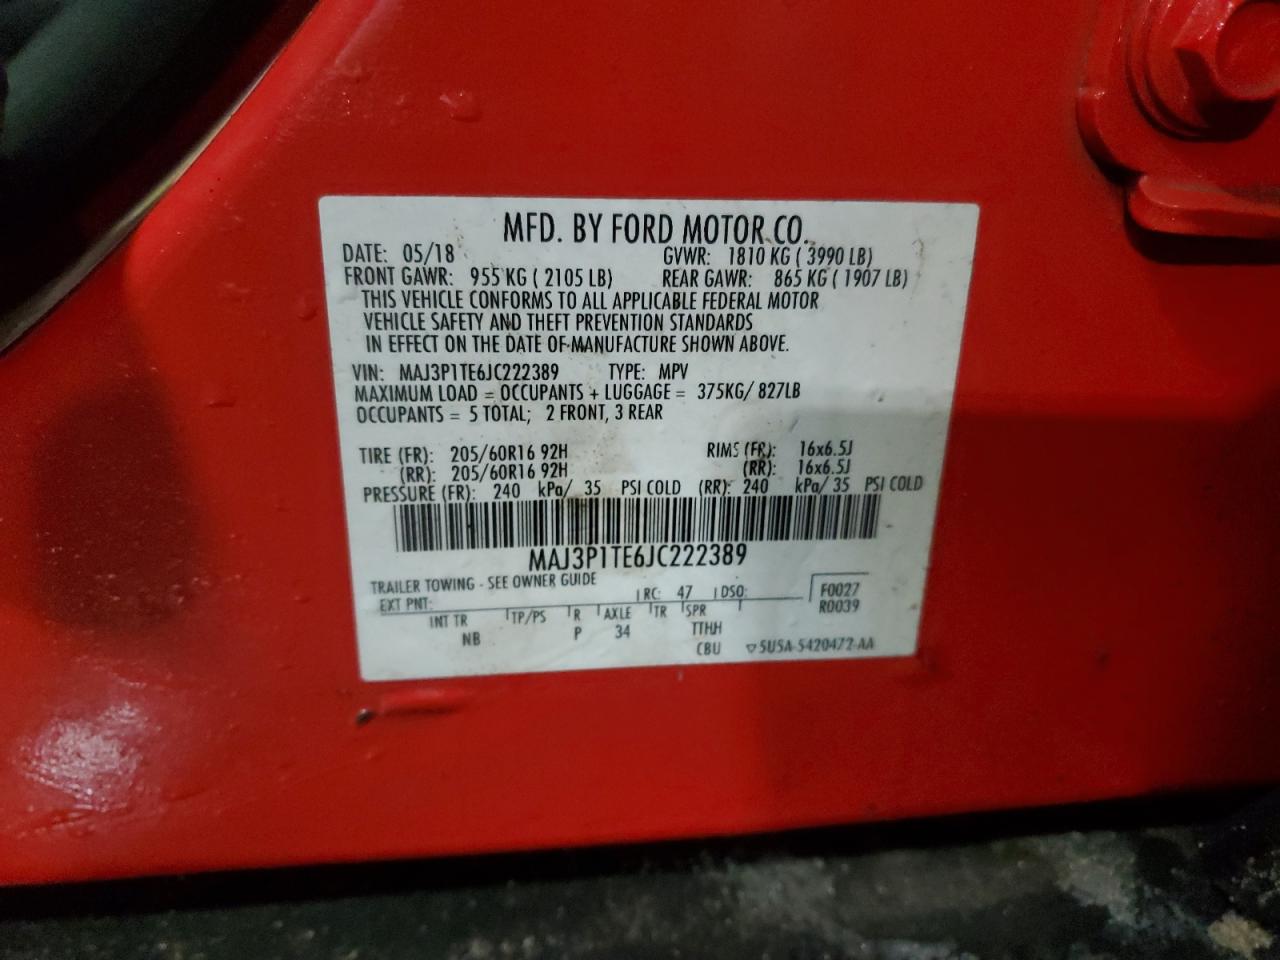 MFD. BY FORD MOTOR CO.
DATE: 05/18 GVWR: 1810 KG ( 3990 LB)
FRONT GAWR: 955 KG ( 2105 LB) REAR GAWR: 865 KG ( 1907 LB)
THIS VEHICLE CONFORMS TO ALL APPLICABLE FEDERAL MOTOR
VEHICLE SAFETY AND THEFT PREVENTION STANDARDS
IN EFFECT ON THE DATE OF MANUFACTURE SHOWN ABOVE.
VIN: MAJ3P1TE6JC222389 TYPE: MPV
MAXIMUM LOAD = OCCUPANTS + LUGGAGE = 375KG/ 827LB
OCCUPANTS = 5 TOTAL; 2 FRONT, 3 REAR
TIRE (FR): 205/60R16 92H RIMS (FR): 16x6.5J
(RR): 205/60R16 92H (RR): 16x6.5J
PRESSURE (FR): 240 kPa/ 35 PSI COLD (RR): 240 kPa/ 35 PSI COLD
MAJ3P1TE6JC222389
TRAILER TOWING - SEE OWNER GUIDE
EXT PNT: RC: 47 DSO: F0027
R0039
INT TR TP/PS R AXLE TR SPR
NB P 34 TTHH
CBU 5U5A-5420472-AA